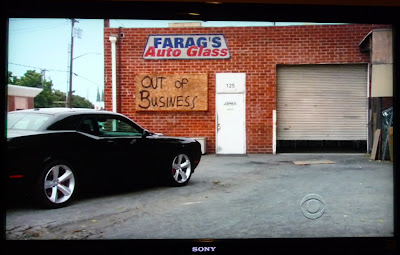 FARAG'S
Auto Glass
OUT OF
BUSINESS
125
SONY